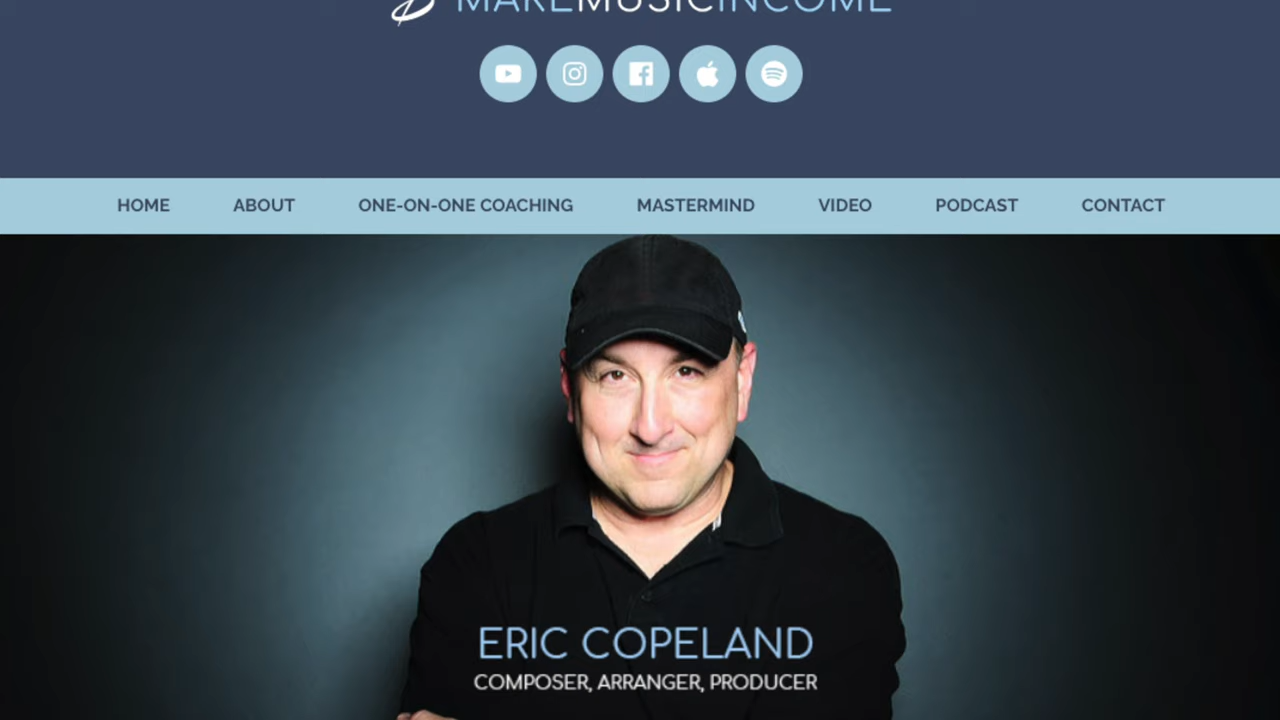 MAKEMUSICINCOME
HOME ABOUT ONE-ON-ONE COACHING MASTERMIND VIDEO PODCAST CONTACT
ERIC COPELAND
COMPOSER, ARRANGER, PRODUCER